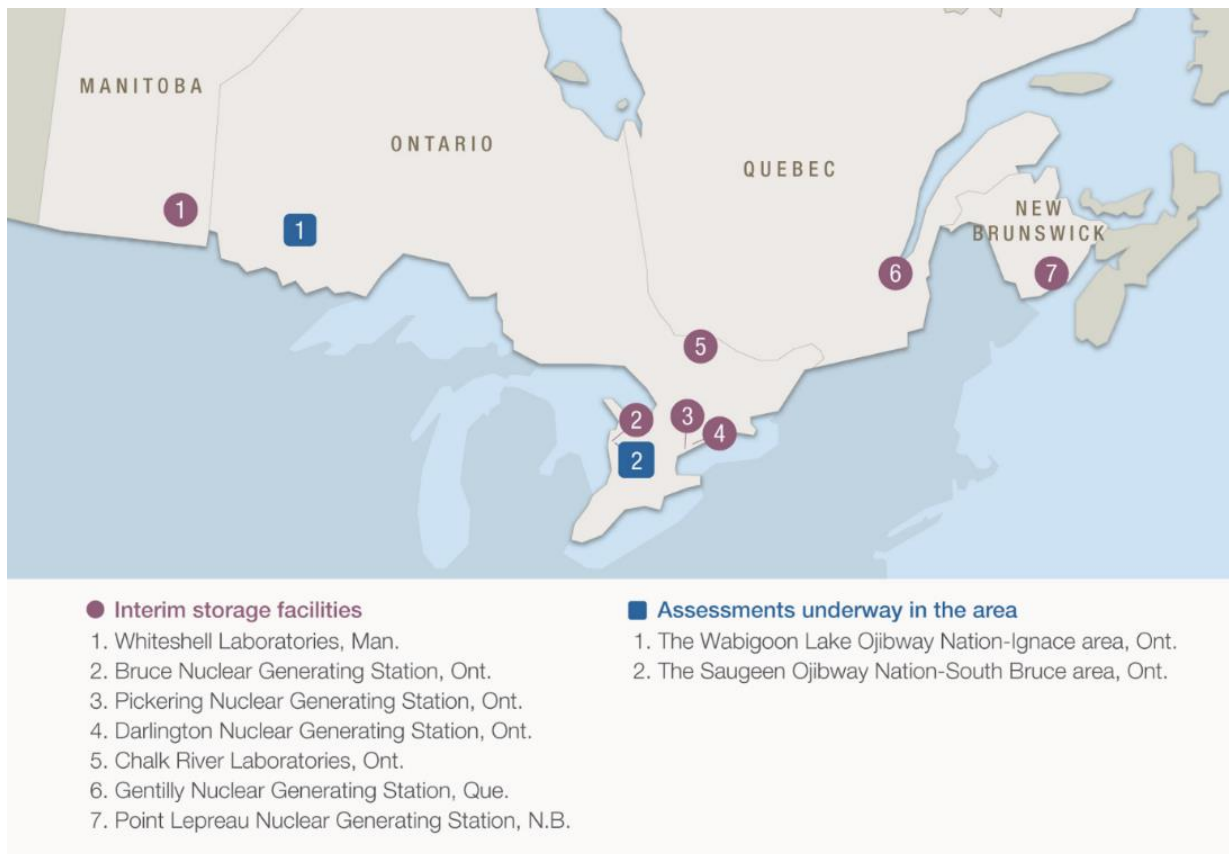 MANITOBA
ONTARIO
QUEBEC
NEW
BRUNSWICK
1
1
6
7
5
2
3
4
2
Interim storage facilities
1. Whiteshell Laboratories, Man.
2. Bruce Nuclear Generating Station, Ont.
3. Pickering Nuclear Generating Station, Ont.
4. Darlington Nuclear Generating Station, Ont.
5. Chalk River Laboratories, Ont.
6. Gentilly Nuclear Generating Station, Que.
7. Point Lepreau Nuclear Generating Station, N.B.
Assessments underway in the area
1. The Wabigoon Lake Ojibway Nation-Ignace area, Ont.
2. The Saugeen Ojibway Nation-South Bruce area, Ont.